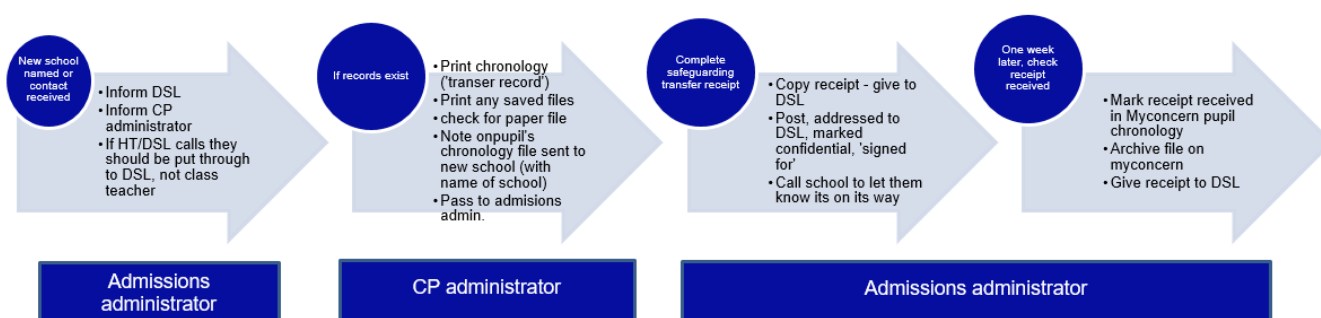 New school
named or
contact
received
• Inform DSL
• Inform CP
administrator
• If HT/DSL calls they
should be put through
to DSL, not class
teacher
If records exist
• Print chronology
('transer record')
• Print any saved files
• check for paper file
• Note onpupil's
chronology file sent to
new school (with
name of school)
• Pass to admisions
admin.
Complete
safeguarding
transfer receipt
• Copy receipt - give to
DSL
• Post, addressed to
DSL, marked
confidential, 'signed
for'
• Call school to let them
know its on its way
One week
later, check
receipt
received
• Mark receipt received
in Myconcern pupil
chronology
• Archive file on
myconcern
• Give receipt to DSL
Admissions
administrator
CP administrator
Admissions administrator